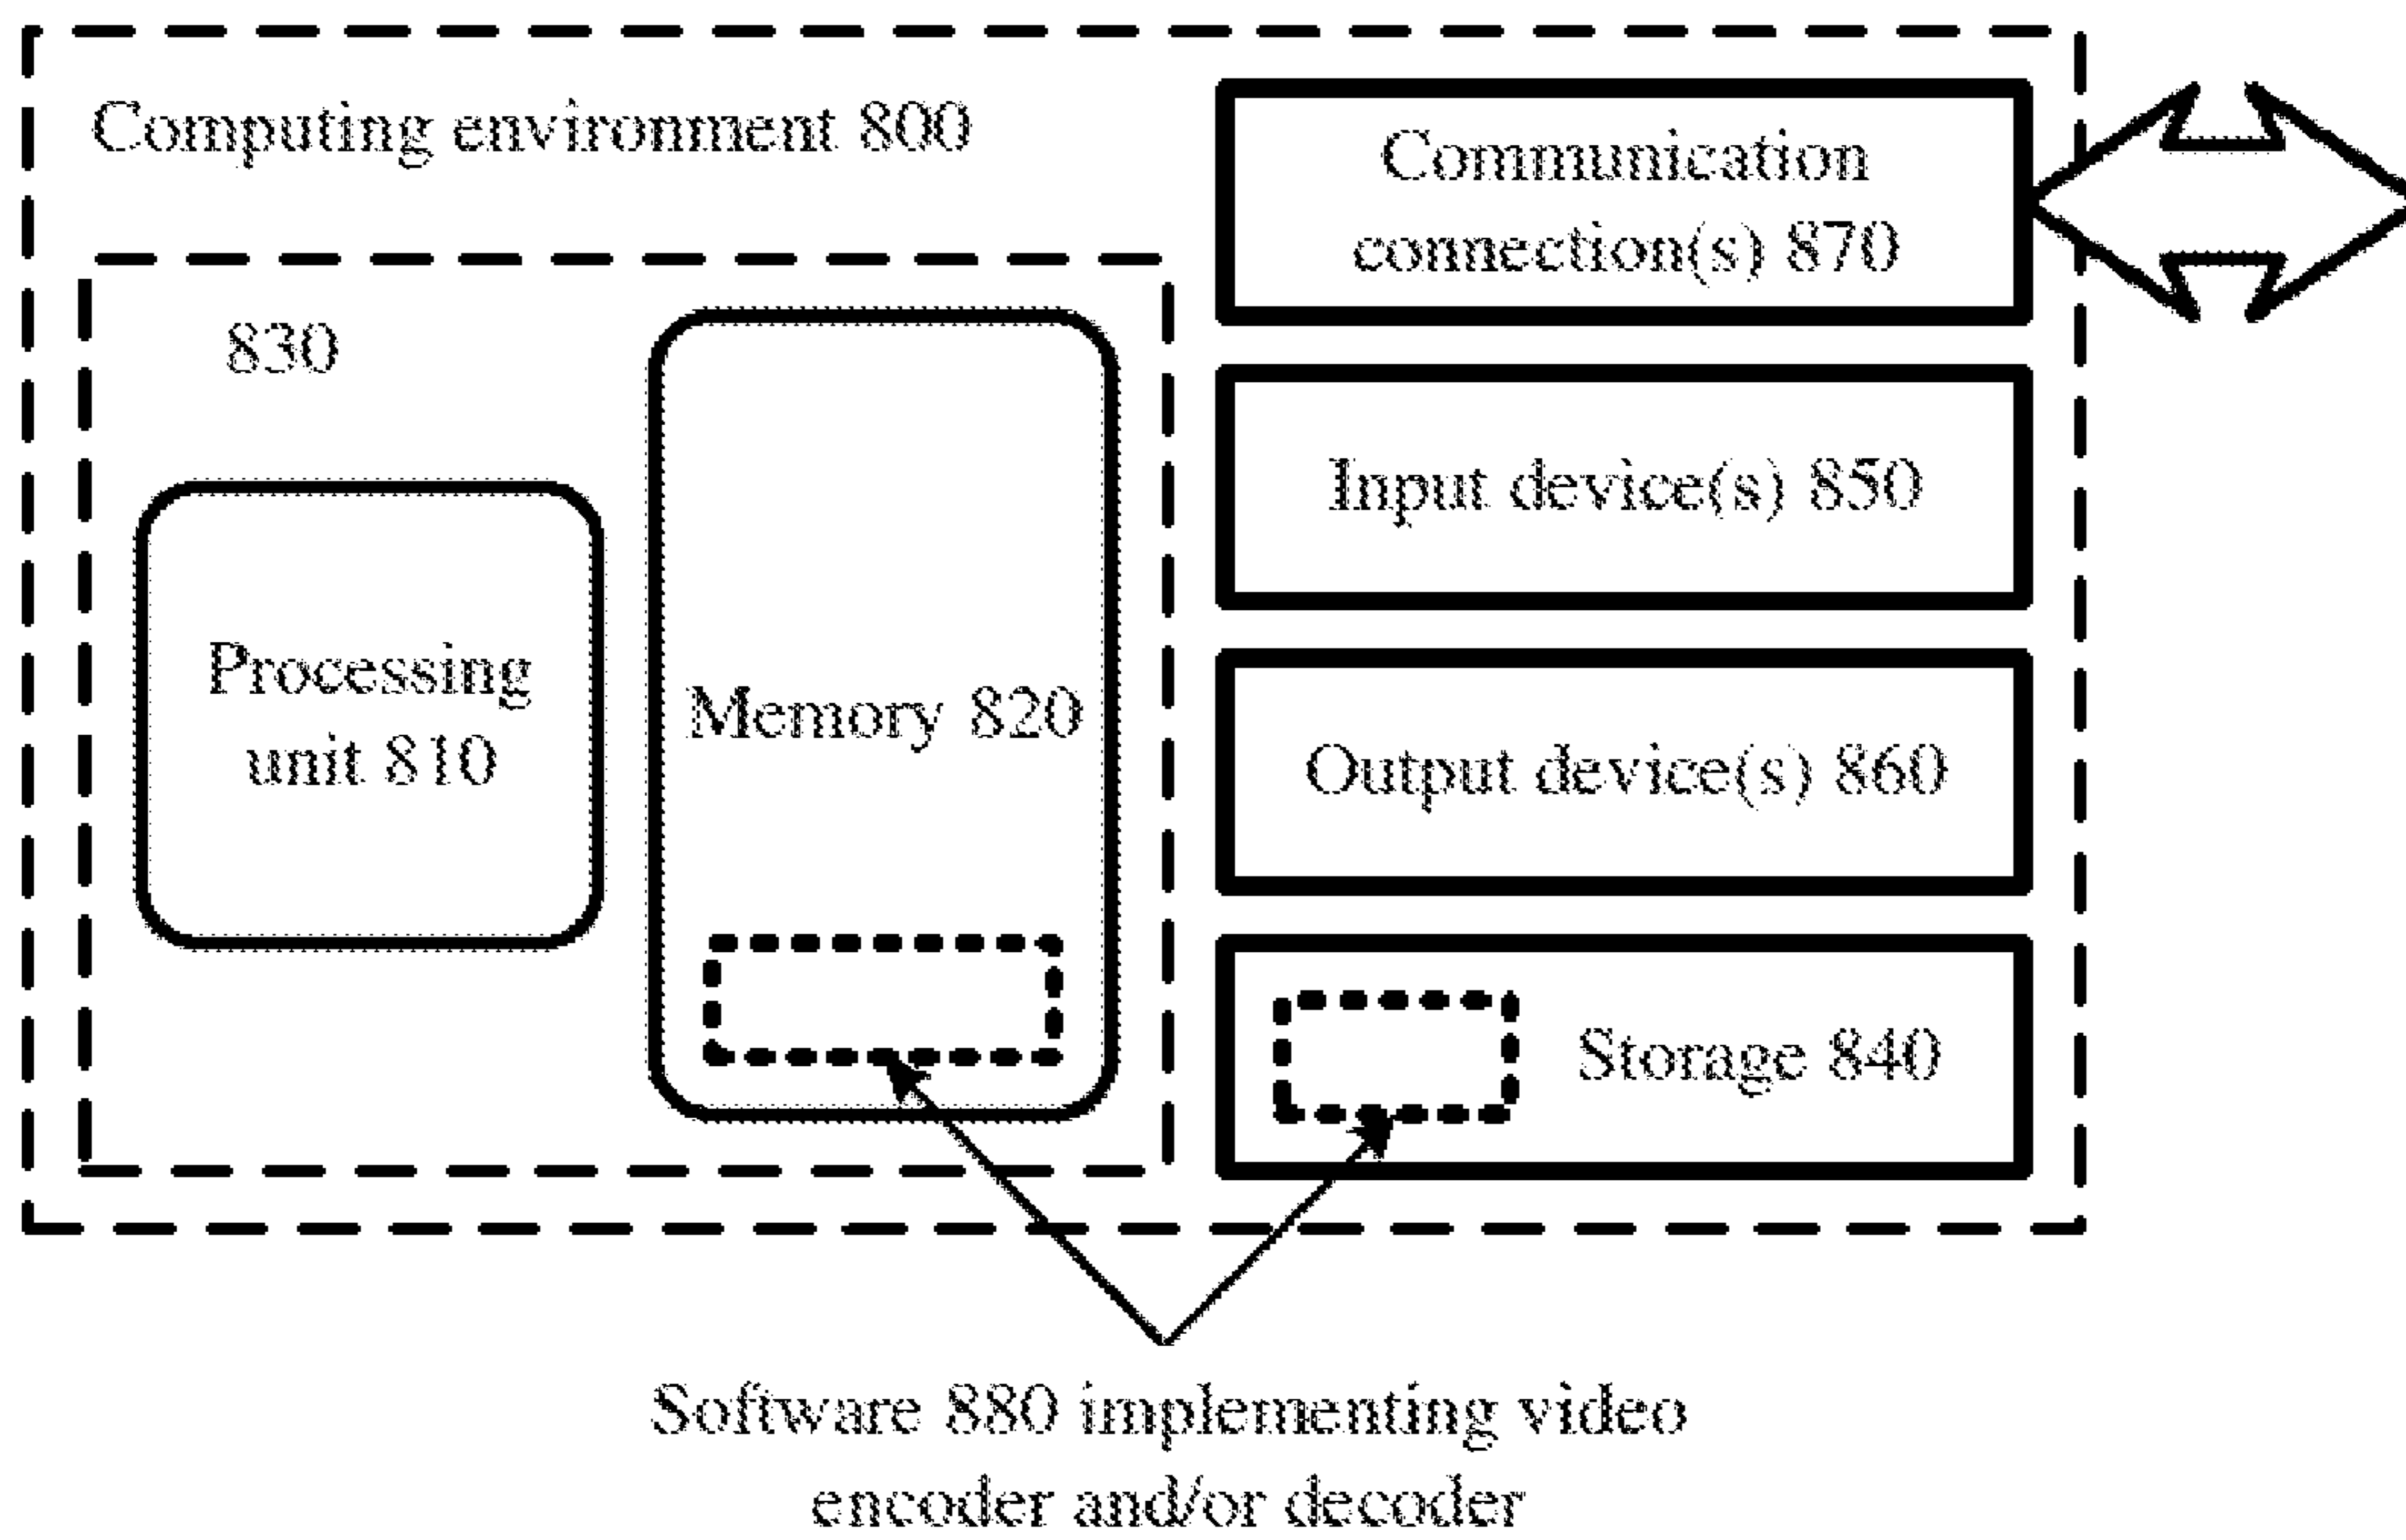 Computing environment 800
Communication
connection(s) 870
830
Input device(s) 850
Processing
unit 810
Memory 820
Output device(s) 860
Storage 840
Software 880 implementing video
encoder and/or decoder